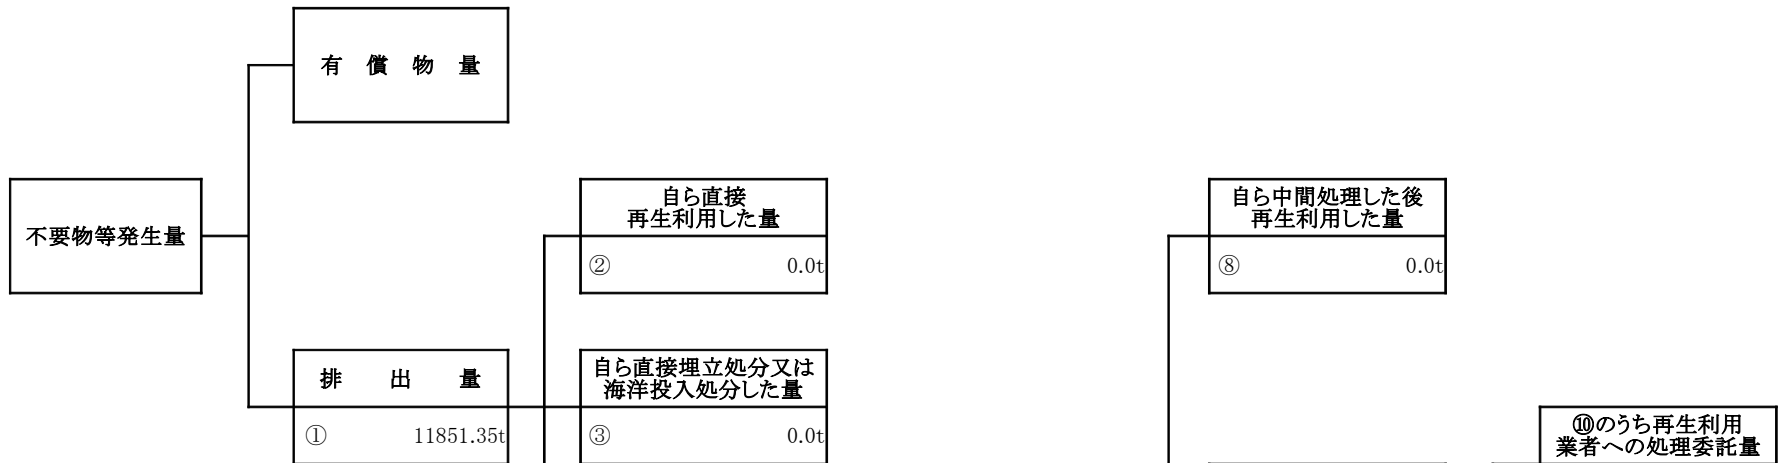 有償物量
自ら直接
再生利用した量
自ら中間処理した後
再生利用した量
不要物等発生量
② 0.0t
⑧ 0.0t
排出量
自ら直接埋立処分又は
海洋投入処分した量
① 11851.35t
③ 0.0t
⑩のうち再生利用
業者への処理委託量